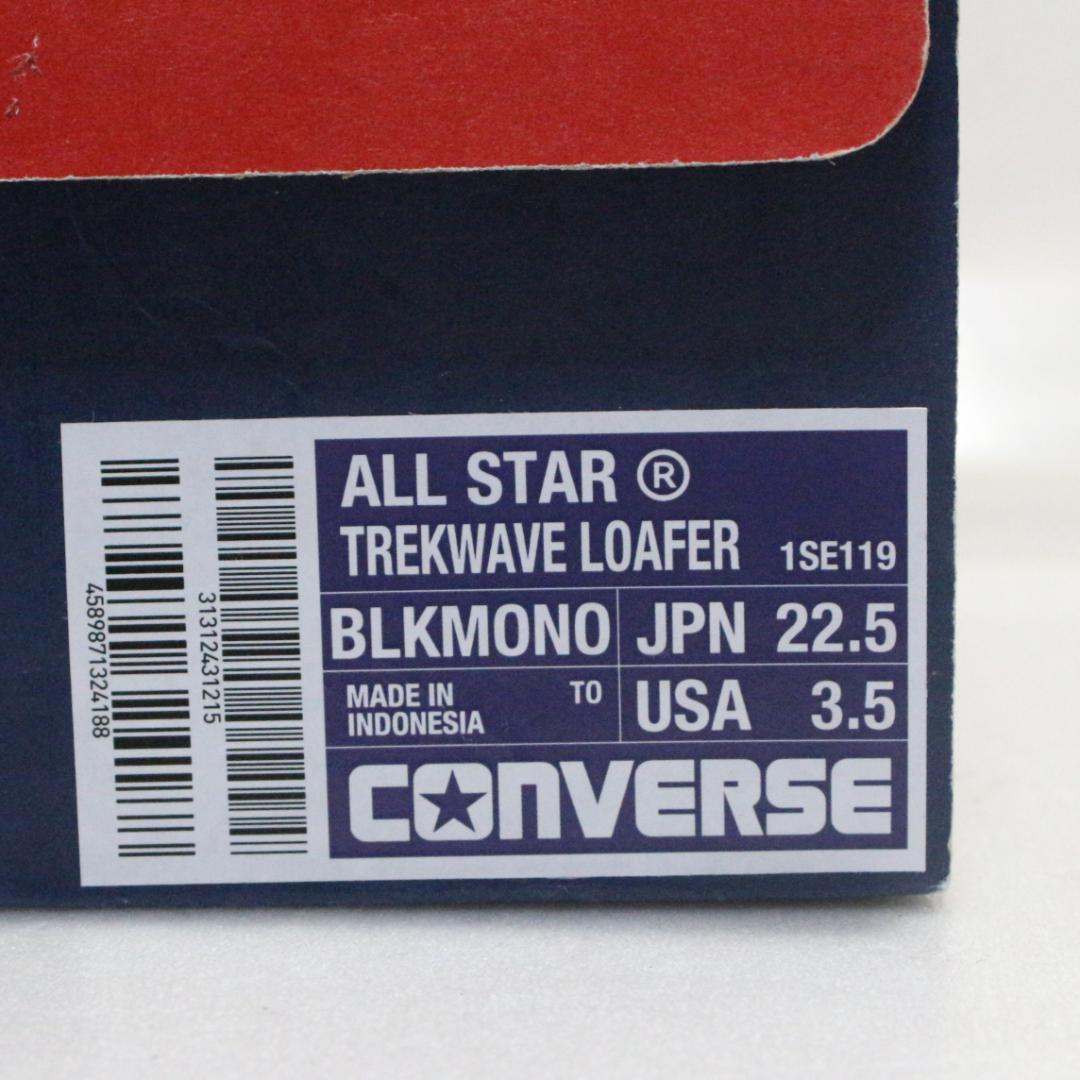 ALL STAR ®
TREKWAVE LOAFER 1SE119
BLKMONO JPN 22.5
MADE IN INDONESIA TO USA 3.5
CONVERSE
4589871324188
31312431215